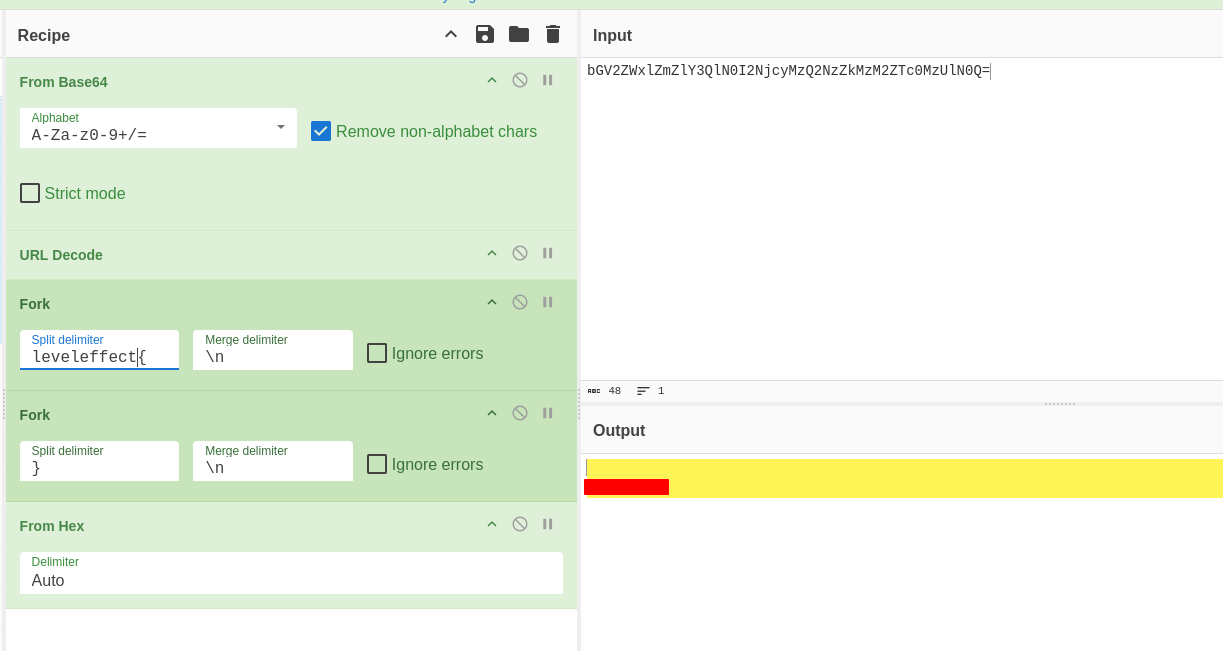 Recipe
From Base64
Alphabet
A-Za-z0-9+/=
Remove non-alphabet chars
Strict mode
URL Decode
Fork
Split delimiter
leveleffect{
Merge delimiter
\n
Ignore errors
Fork
Split delimiter
}
Merge delimiter
\n
Ignore errors
From Hex
Delimiter
Auto
Input
bGV2ZWxlZmZlY3QlN0I2NjcyMzQ2NzZkMzM2ZTc0MzUlN0Q=
ABC 48 1
Output